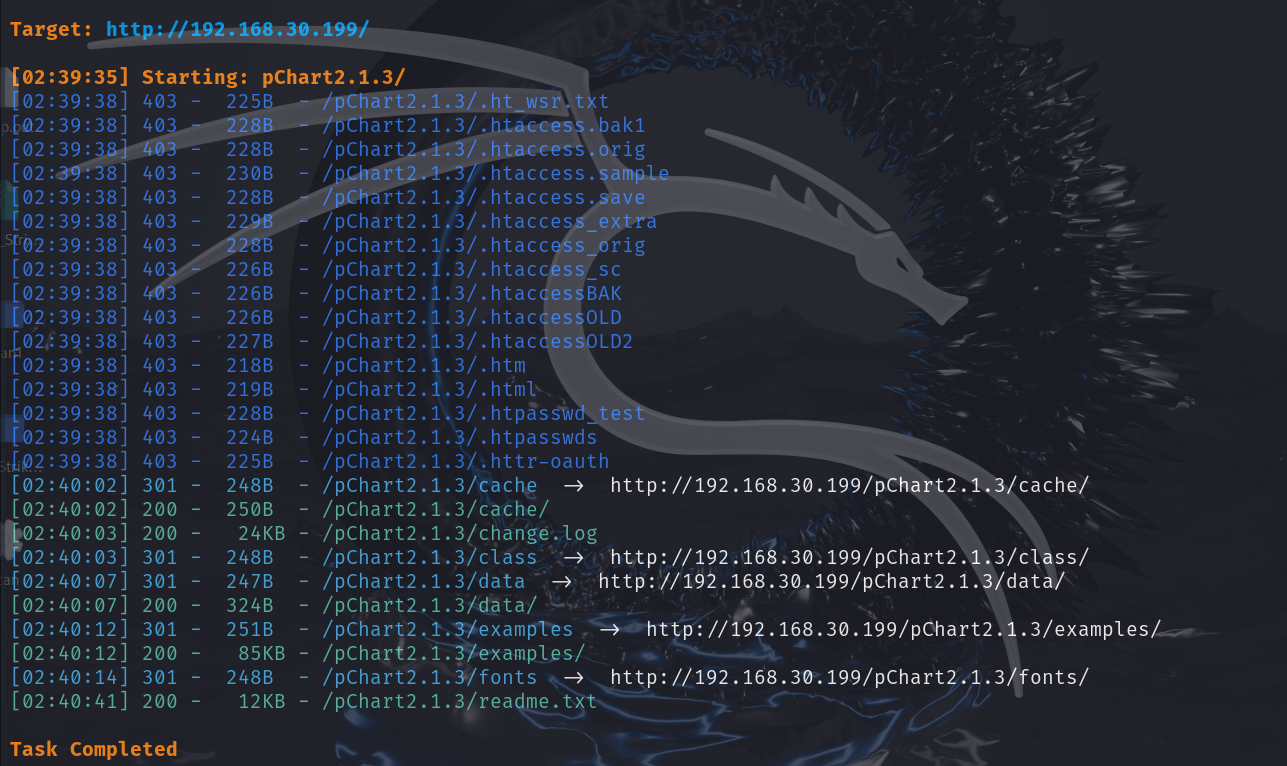 Target: http://192.168.30.199/
[02:39:35] Starting: pChart2.1.3/
[02:39:38] 403 -  225B  - /pChart2.1.3/.ht_wsr.txt
[02:39:38] 403 -  228B  - /pChart2.1.3/.htaccess.bak1
[02:39:38] 403 -  228B  - /pChart2.1.3/.htaccess.orig
[02:39:38] 403 -  230B  - /pChart2.1.3/.htaccess.sample
[02:39:38] 403 -  228B  - /pChart2.1.3/.htaccess.save
[02:39:38] 403 -  229B  - /pChart2.1.3/.htaccess_extra
[02:39:38] 403 -  228B  - /pChart2.1.3/.htaccess_orig
[02:39:38] 403 -  226B  - /pChart2.1.3/.htaccess_sc
[02:39:38] 403 -  226B  - /pChart2.1.3/.htaccessBAK
[02:39:38] 403 -  226B  - /pChart2.1.3/.htaccessOLD
[02:39:38] 403 -  227B  - /pChart2.1.3/.htaccessOLD2
[02:39:38] 403 -  218B  - /pChart2.1.3/.htm
[02:39:38] 403 -  219B  - /pChart2.1.3/.html
[02:39:38] 403 -  228B  - /pChart2.1.3/.htpasswd_test
[02:39:38] 403 -  224B  - /pChart2.1.3/.htpasswds
[02:39:38] 403 -  225B  - /pChart2.1.3/.httr-oauth
[02:40:02] 301 -  248B  - /pChart2.1.3/cache  →  http://192.168.30.199/pChart2.1.3/cache/
[02:40:02] 200 -  250B  - /pChart2.1.3/cache/
[02:40:03] 200 -   24KB - /pChart2.1.3/change.log
[02:40:03] 301 -  248B  - /pChart2.1.3/class  →  http://192.168.30.199/pChart2.1.3/class/
[02:40:07] 301 -  247B  - /pChart2.1.3/data  →  http://192.168.30.199/pChart2.1.3/data/
[02:40:07] 200 -  324B  - /pChart2.1.3/data/
[02:40:12] 301 -  251B  - /pChart2.1.3/examples  →  http://192.168.30.199/pChart2.1.3/examples/
[02:40:12] 200 -   85KB - /pChart2.1.3/examples/
[02:40:14] 301 -  248B  - /pChart2.1.3/fonts  →  http://192.168.30.199/pChart2.1.3/fonts/
[02:40:41] 200 -   12KB - /pChart2.1.3/readme.txt
Task Completed